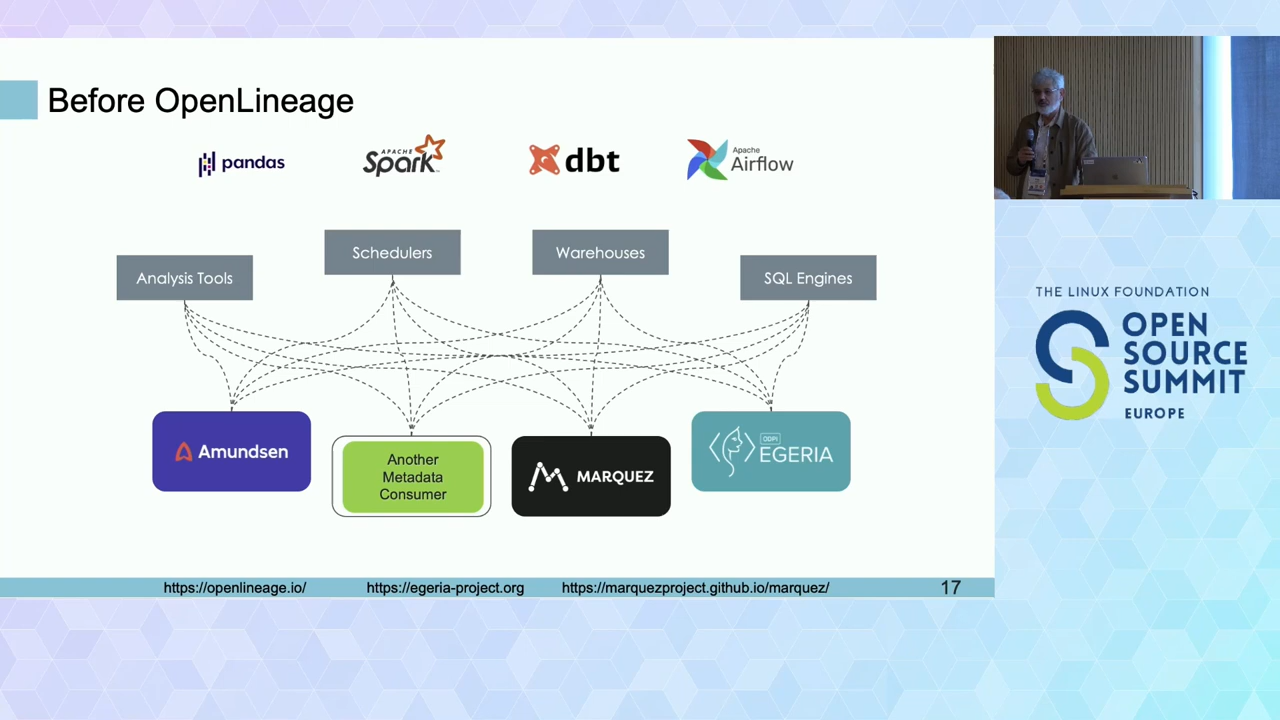 Before OpenLineage
pandas
APACHE
Spark
dbt
Apache
Airflow
Analysis Tools
Schedulers
Warehouses
SQL Engines
Amundsen
Another
Metadata
Consumer
MARQUEZ
ODPi
EGERIA
https://openlineage.io/
https://egeria-project.org
https://marquezproject.github.io/marquez/
17
THE LINUX FOUNDATION
OPEN
SOURCE
SUMMIT
EUROPE